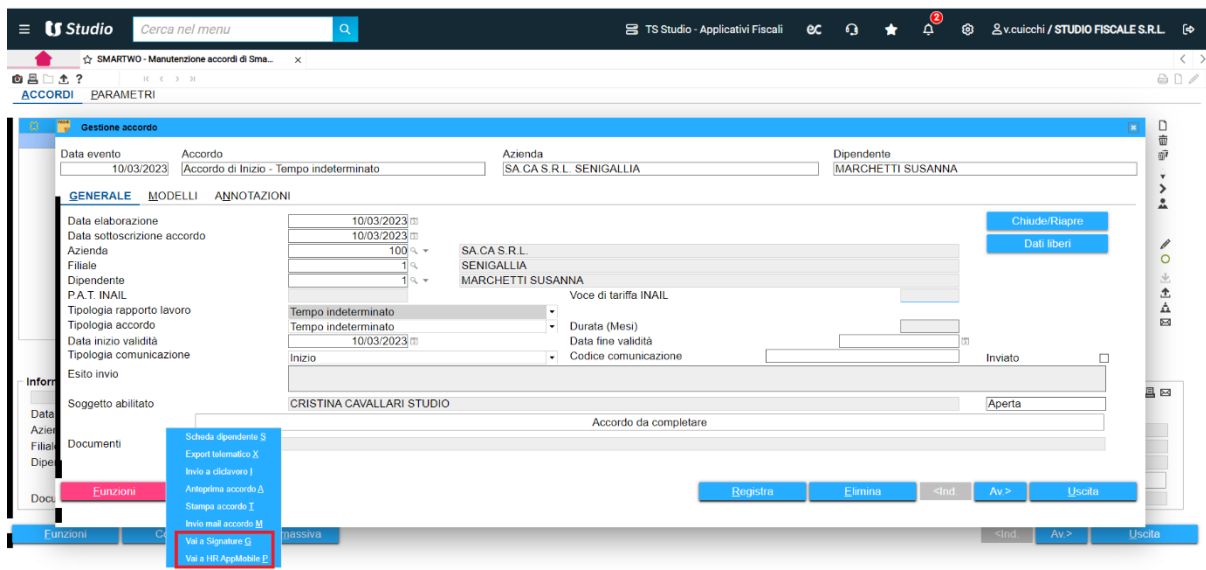 TS Studio Cerca nel menu TS Studio - Applicativi Fiscali ec 2 v.cuicchi / STUDIO FISCALE S.R.L.
SMARTWO - Manutenzione accordi di Sma... x
?
ACCORDI PARAMETRI
Gestione accordo
Data evento Accordo Azienda Dipendente
10/03/2023 Accordo di Inizio - Tempo indeterminato SA.CA S.R.L. SENIGALLIA MARCHETTI SUSANNA
GENERALE MODELLI ANNOTAZIONI
Data elaborazione 10/03/2023 Chiude/Riapre
Data sottoscrizione accordo 10/03/2023
Azienda 100 SA.CA S.R.L. Dati liberi
Filiale 1 SENIGALLIA
Dipendente 1 MARCHETTI SUSANNA
P.A.T. INAIL Voce di tariffa INAIL
Tipologia rapporto lavoro Tempo indeterminato
Tipologia accordo Tempo indeterminato Durata (Mesi)
Data inizio validità 10/03/2023 Data fine validità
Tipologia comunicazione Inizio Codice comunicazione Inviato
Esito invio
Inforr
Soggetto abilitato CRISTINA CAVALLARI STUDIO Aperta
Data
Accordo da completare
Azier
Documenti
Filial
Dipe
Docu
Scheda dipendente S
Export telematico X
Invio a cliclavoro I
Anteprima accordo A
Stampa accordo T
Invio mail accordo M
Vai a Signature G
Vai a HR AppMobile P
Funzioni Registra Elimina <Ind. Av.> Uscita
Funzioni Co massiva <Ind. Av.> Uscita